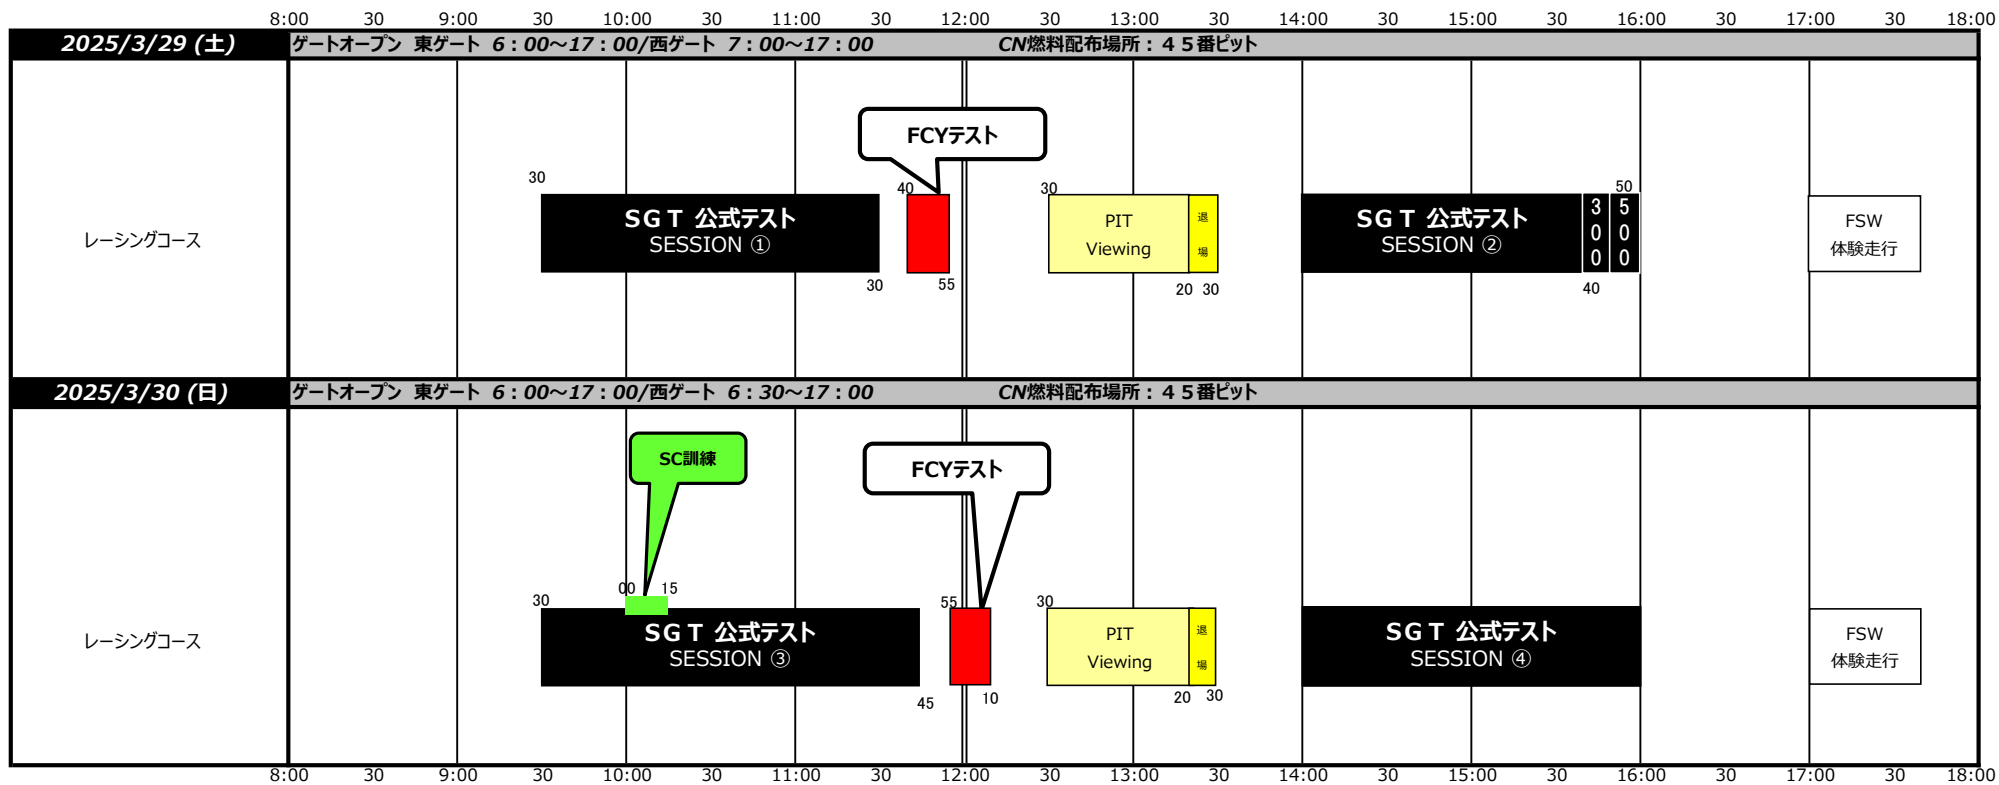 8:00 30 9:00 30 10:00 30 11:00 30 12:00 30 13:00 30 14:00 30 15:00 30 16:00 30 17:00 30 18:00
2025/3/29 (土) ゲートオープン 東ゲート 6：00～17：00/西ゲート 7：00～17：00 CN燃料配布場所：４５番ピット
FCYテスト
30 40 30 50
レーシングコース
SGＴ 公式テスト
SESSION ①
PIT
Viewing
退
場
SGＴ 公式テスト
SESSION ②
3
0
0
5
0
0
FSW
体験走行
30 55 20 30 40
2025/3/30 (日) ゲートオープン 東ゲート 6：00～17：00/西ゲート 6：30～17：00 CN燃料配布場所：４５番ピット
SC訓練
FCYテスト
00 15
30 55 30
レーシングコース
SGＴ 公式テスト
SESSION ③
PIT
Viewing
退
場
SGＴ 公式テスト
SESSION ④
FSW
体験走行
45 10 20 30
8:00 30 9:00 30 10:00 30 11:00 30 12:00 30 13:00 30 14:00 30 15:00 30 16:00 30 17:00 30 18:00